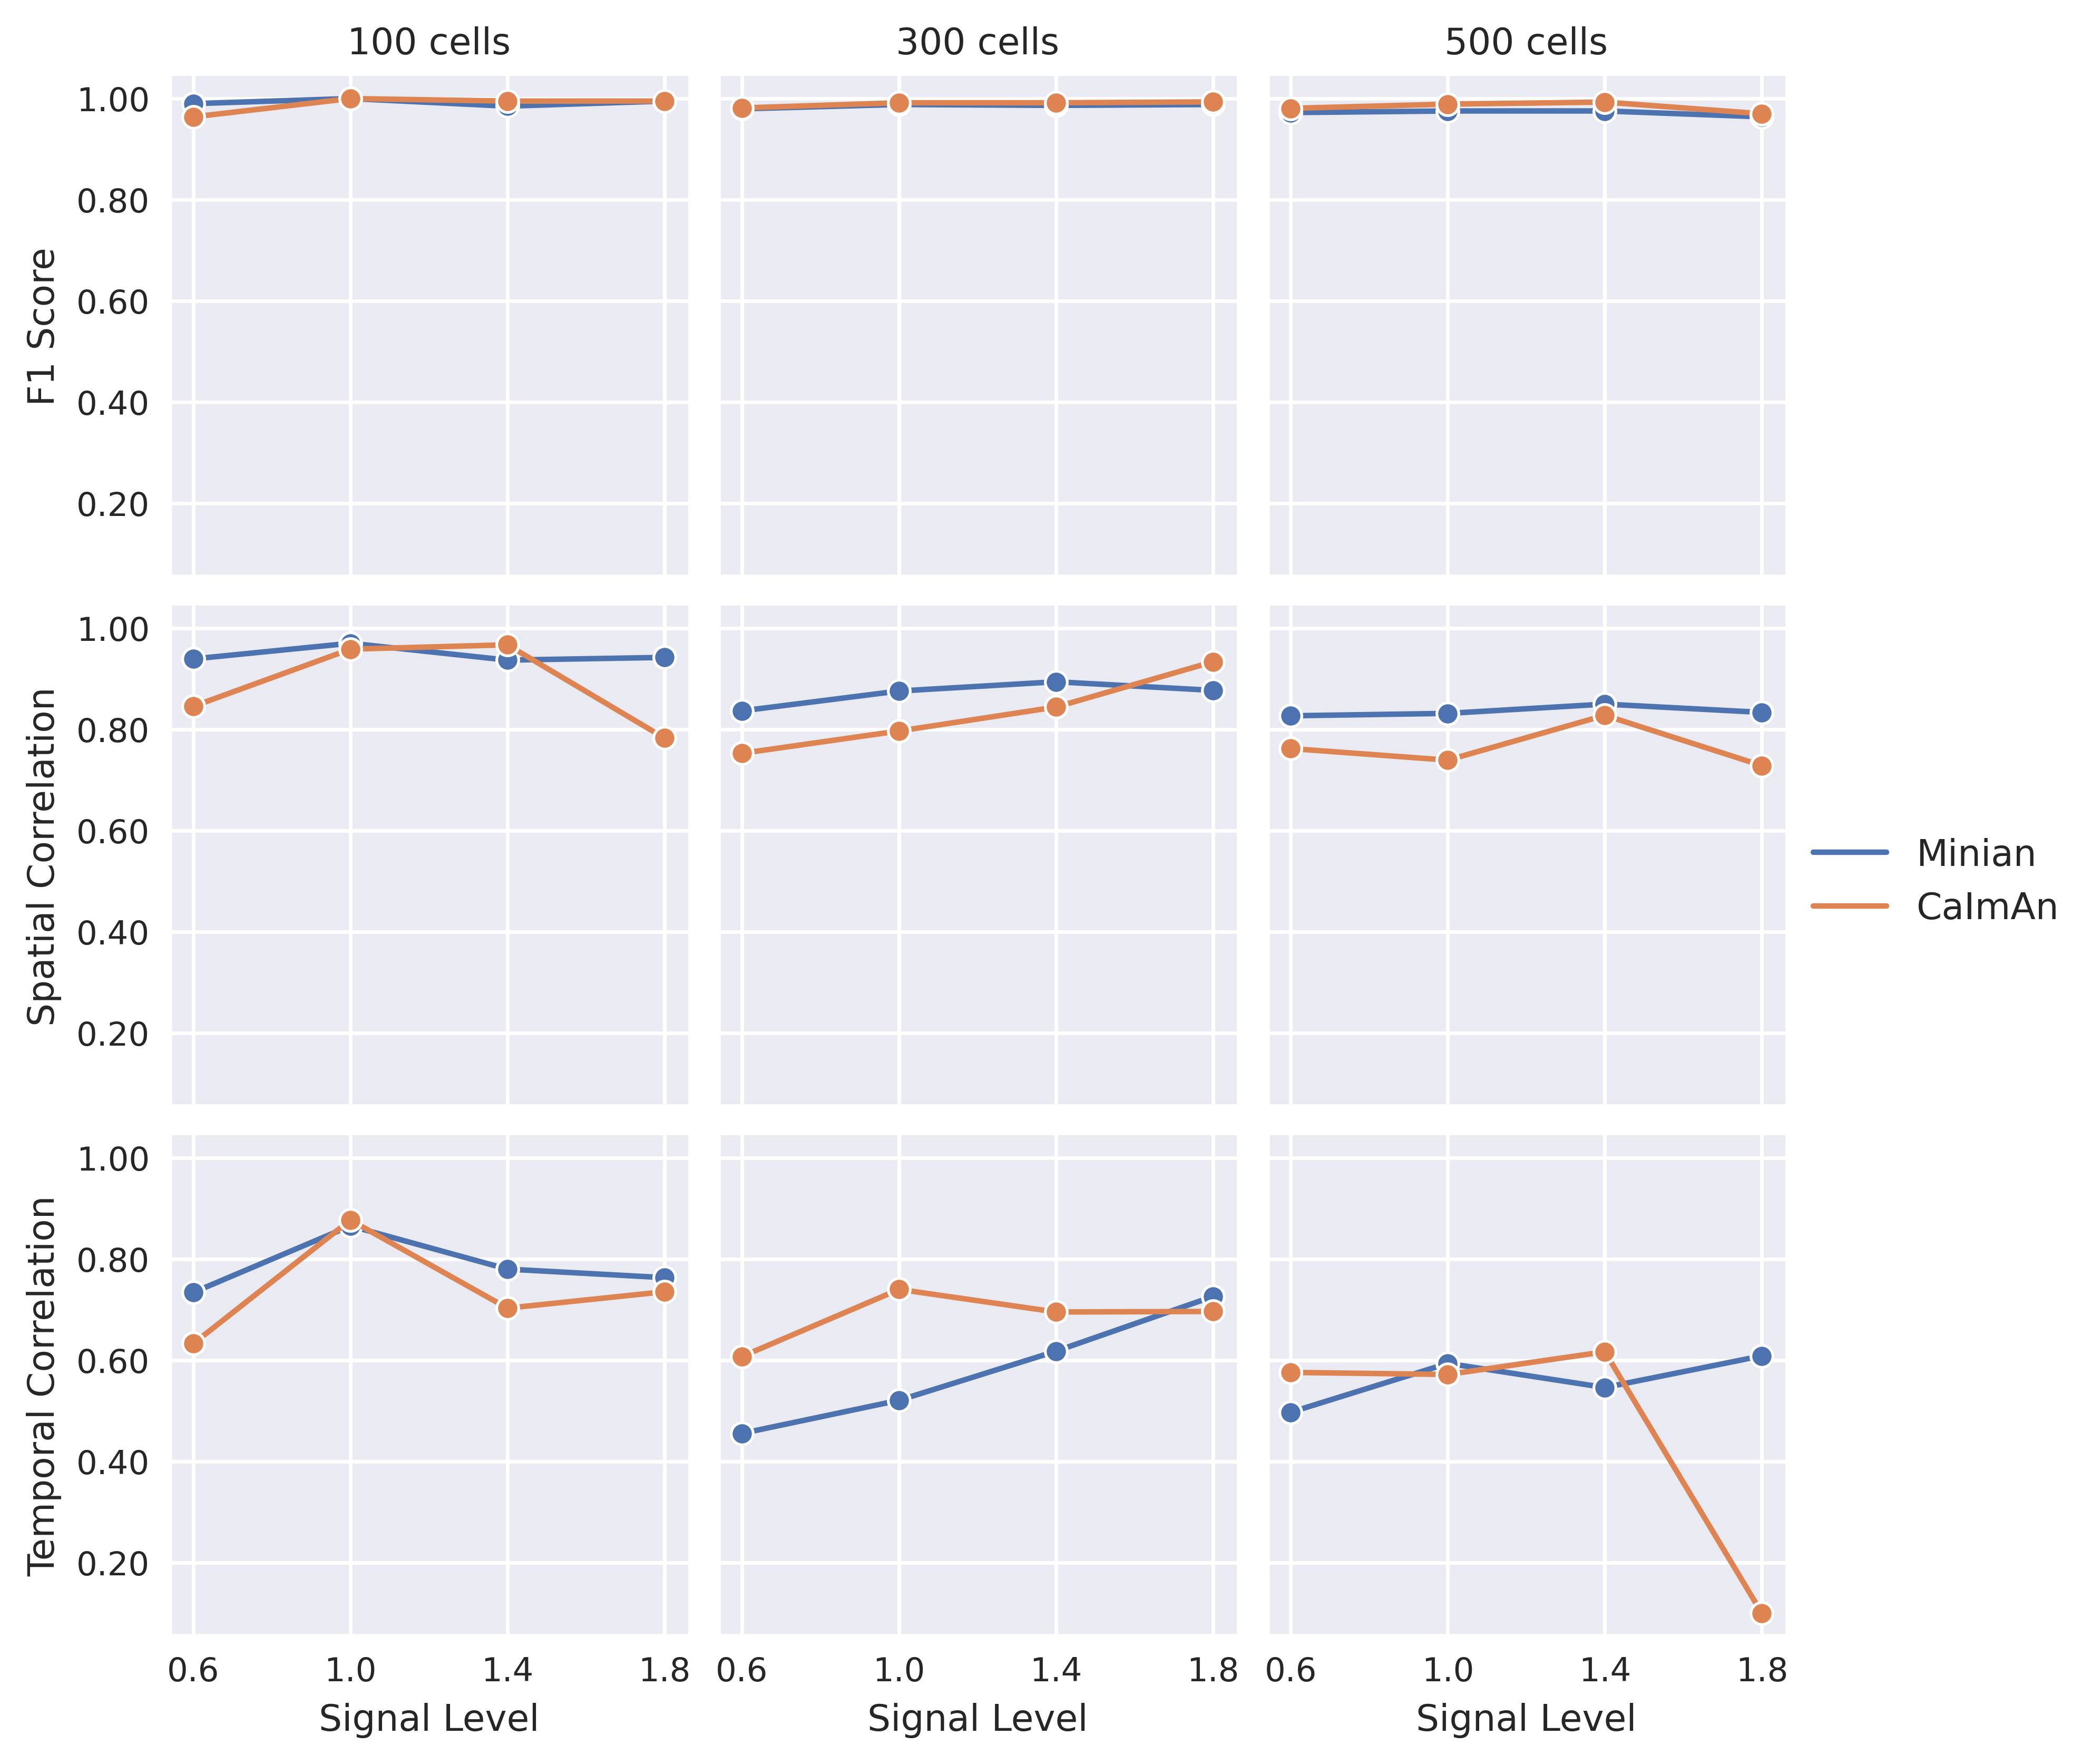 100 cells
300 cells
500 cells
F1 Score
1.00
0.80
0.60
0.40
0.20
Spatial Correlation
1.00
0.80
0.60
0.40
0.20
Minian
CaImAn
Temporal Correlation
1.00
0.80
0.60
0.40
0.20
0.6 1.0 1.4 1.8
0.6 1.0 1.4 1.8
0.6 1.0 1.4 1.8
Signal Level
Signal Level
Signal Level